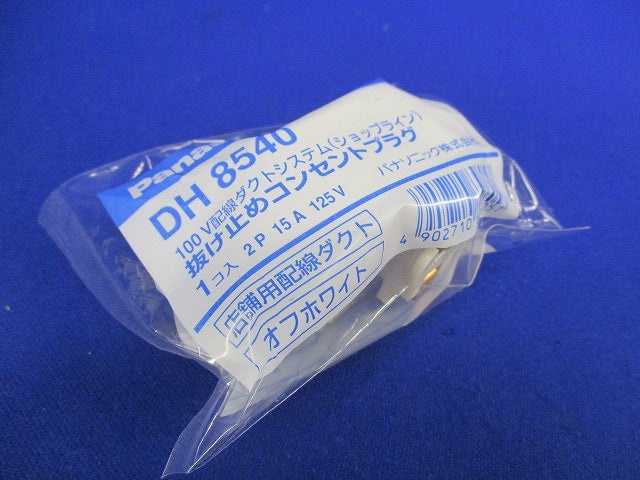 Pana
DH 8540
100V配線ダクトシステム(ショップライン)
抜け止めコンセントプラグ
1コ入 2P 15A 125V
パナソニック株式会社
店舗用配線ダクト
オフホワイト
4 902710